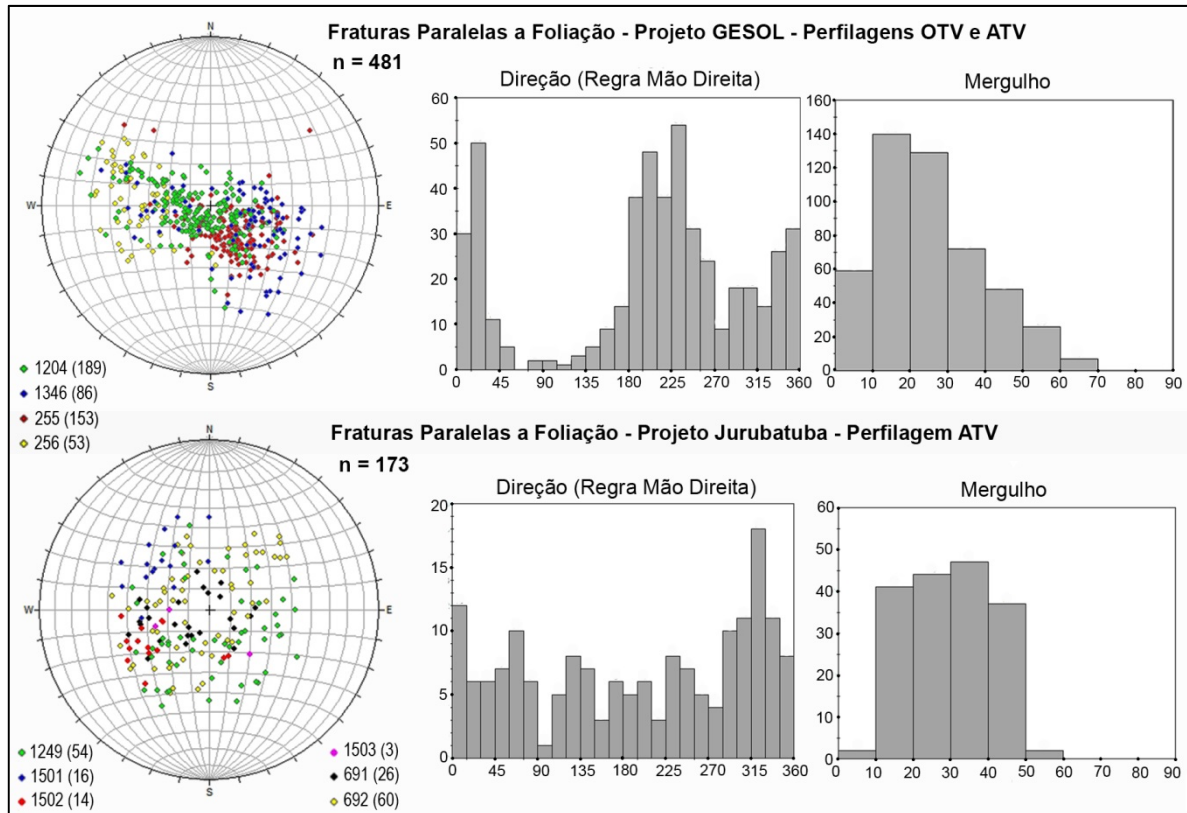 Fraturas Paralelas a Foliação - Projeto GESOL - Perfilagens OTV e ATV
n = 481
N
W
E
S
1204 (189)
1346 (86)
255 (153)
256 (53)
Direção (Regra Mão Direita)
60
50
40
30
20
10
0
0 45 90 135 180 225 270 315 360
Mergulho
160
140
120
100
80
60
40
20
0
0 10 20 30 40 50 60 70 80 90
Fraturas Paralelas a Foliação - Projeto Jurubatuba - Perfilagem ATV
n = 173
N
W
E
S
1249 (54)
1501 (16)
1502 (14)
1503 (3)
691 (26)
692 (60)
Direção (Regra Mão Direita)
20
15
10
5
0
0 45 90 135 180 225 270 315 360
Mergulho
60
50
40
30
20
10
0
0 10 20 30 40 50 60 70 80 90